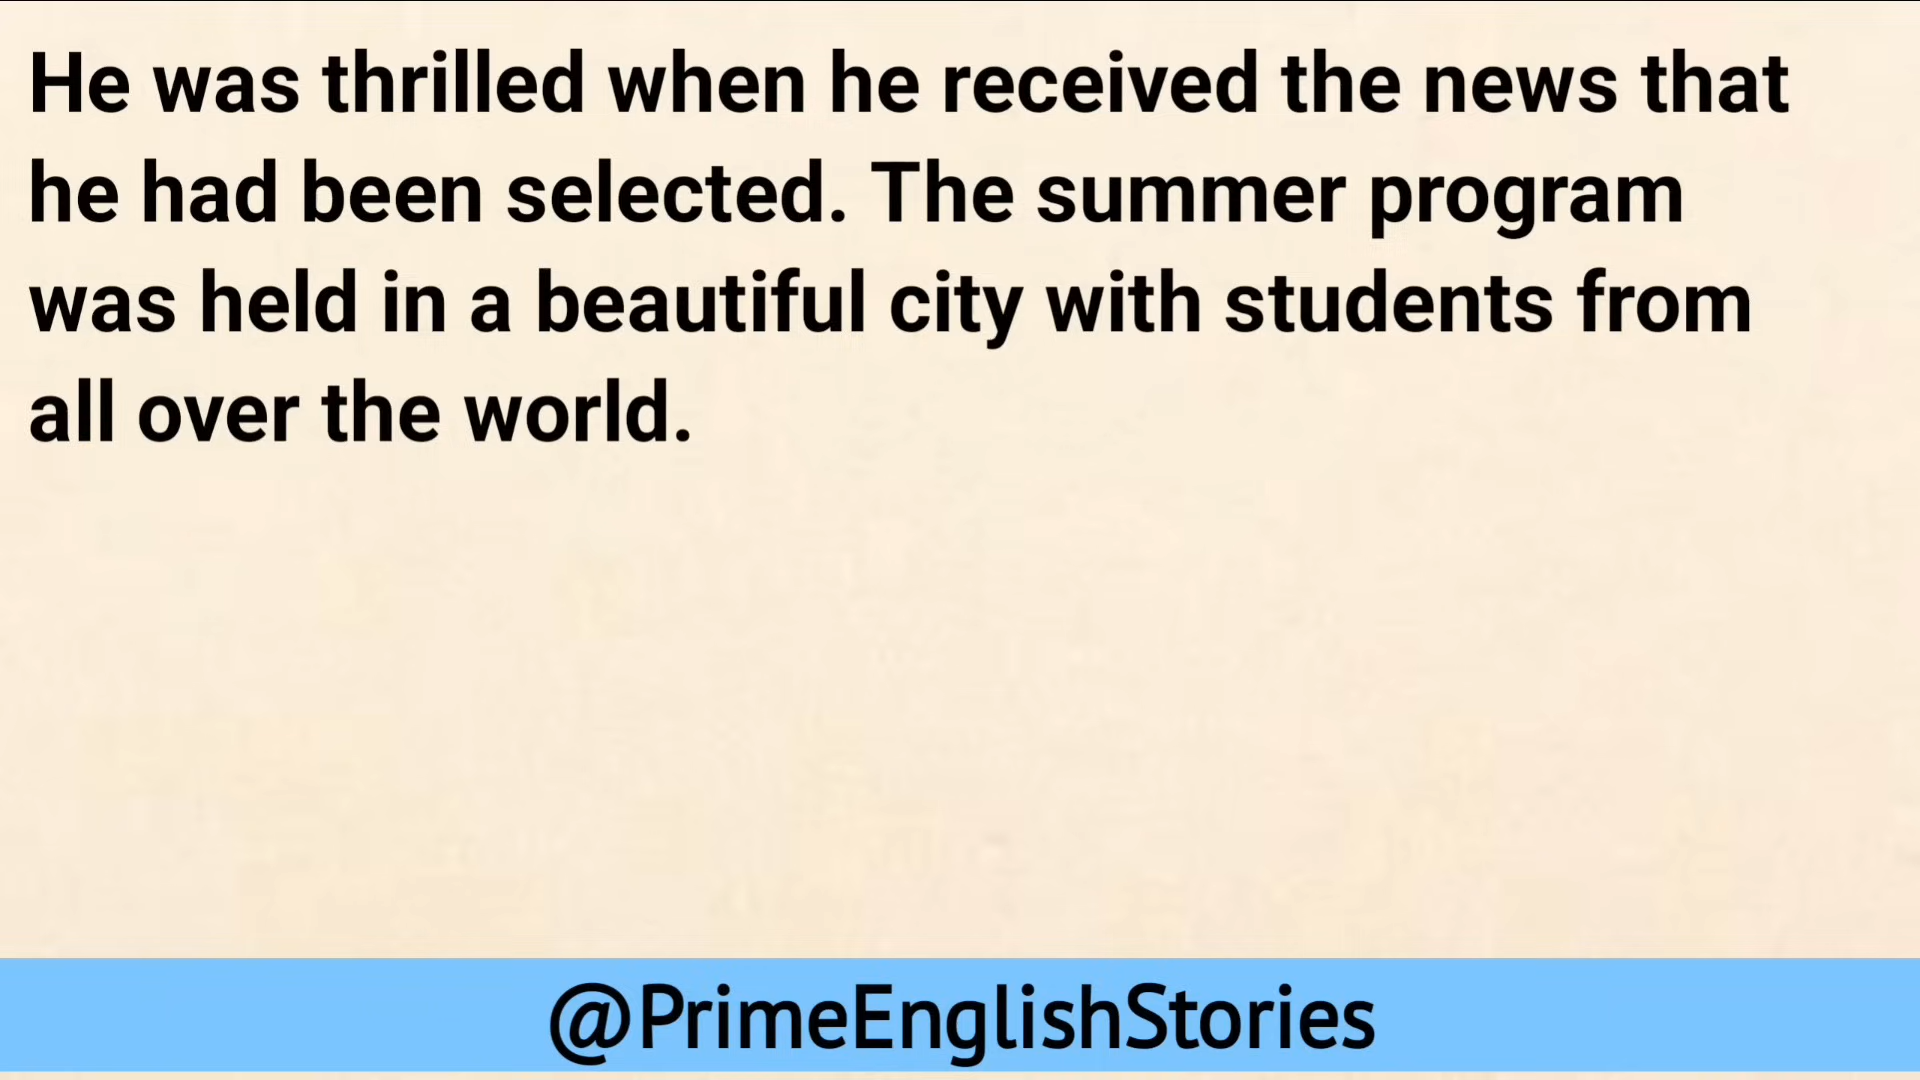 He was thrilled when he received the news that
he had been selected. The summer program
was held in a beautiful city with students from
all over the world.
@PrimeEnglishStories